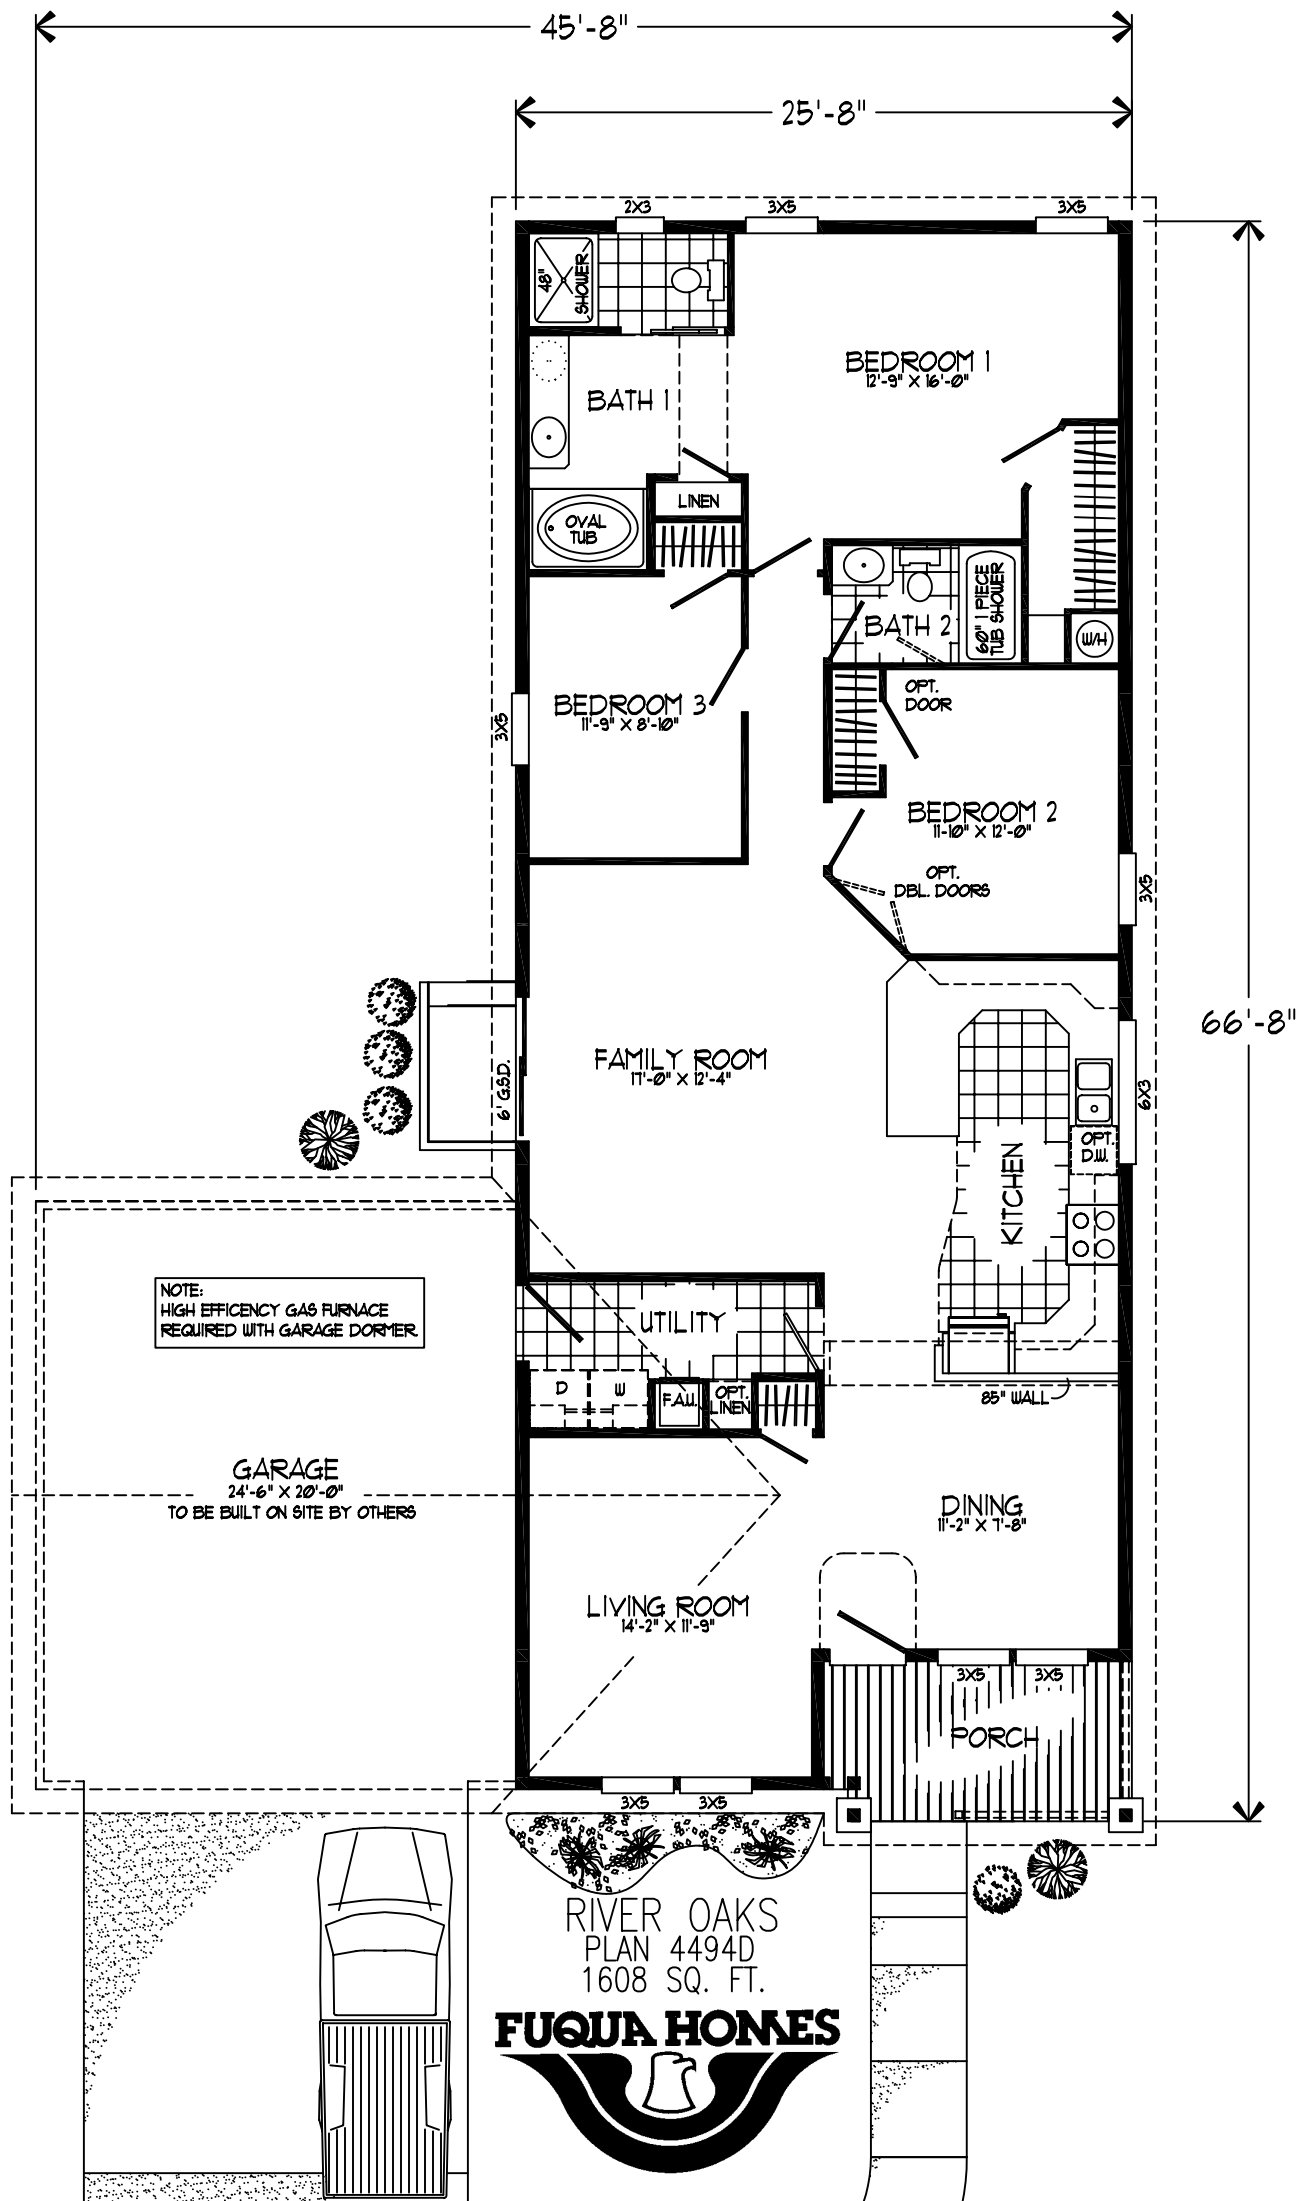 45'-8"
25'-8"
2X3
3X5
3X5
48"
SHOWER
BEDROOM 1
12'-9" X 16'-0"
BATH 1
LINEN
OVAL
TUB
60" 1 PIECE
TUB SHOWER
BATH 2
W/H
OPT.
DOOR
BEDROOM 3
11'-9" X 8'-10"
3X5
BEDROOM 2
11-10" X 12'-0"
OPT.
DBL. DOORS
3X5
66'-8"
FAMILY ROOM
17'-0" X 12'-4"
6' G.S.D.
6X3
OPT.
D.W.
KITCHEN
NOTE:
HIGH EFFICENCY GAS FURNACE
REQUIRED WITH GARAGE DORMER.
UTILITY
D
W
F.A.U.
OPT.
LINEN
85" WALL
GARAGE
24'-6" X 20'-0"
TO BE BUILT ON SITE BY OTHERS
DINING
11'-2" X 7'-8"
LIVING ROOM
14'-2" X 11'-9"
3X5
3X5
PORCH
3X5
3X5
RIVER OAKS
PLAN 4494D
1608 SQ. FT.
FUQUA HOMES